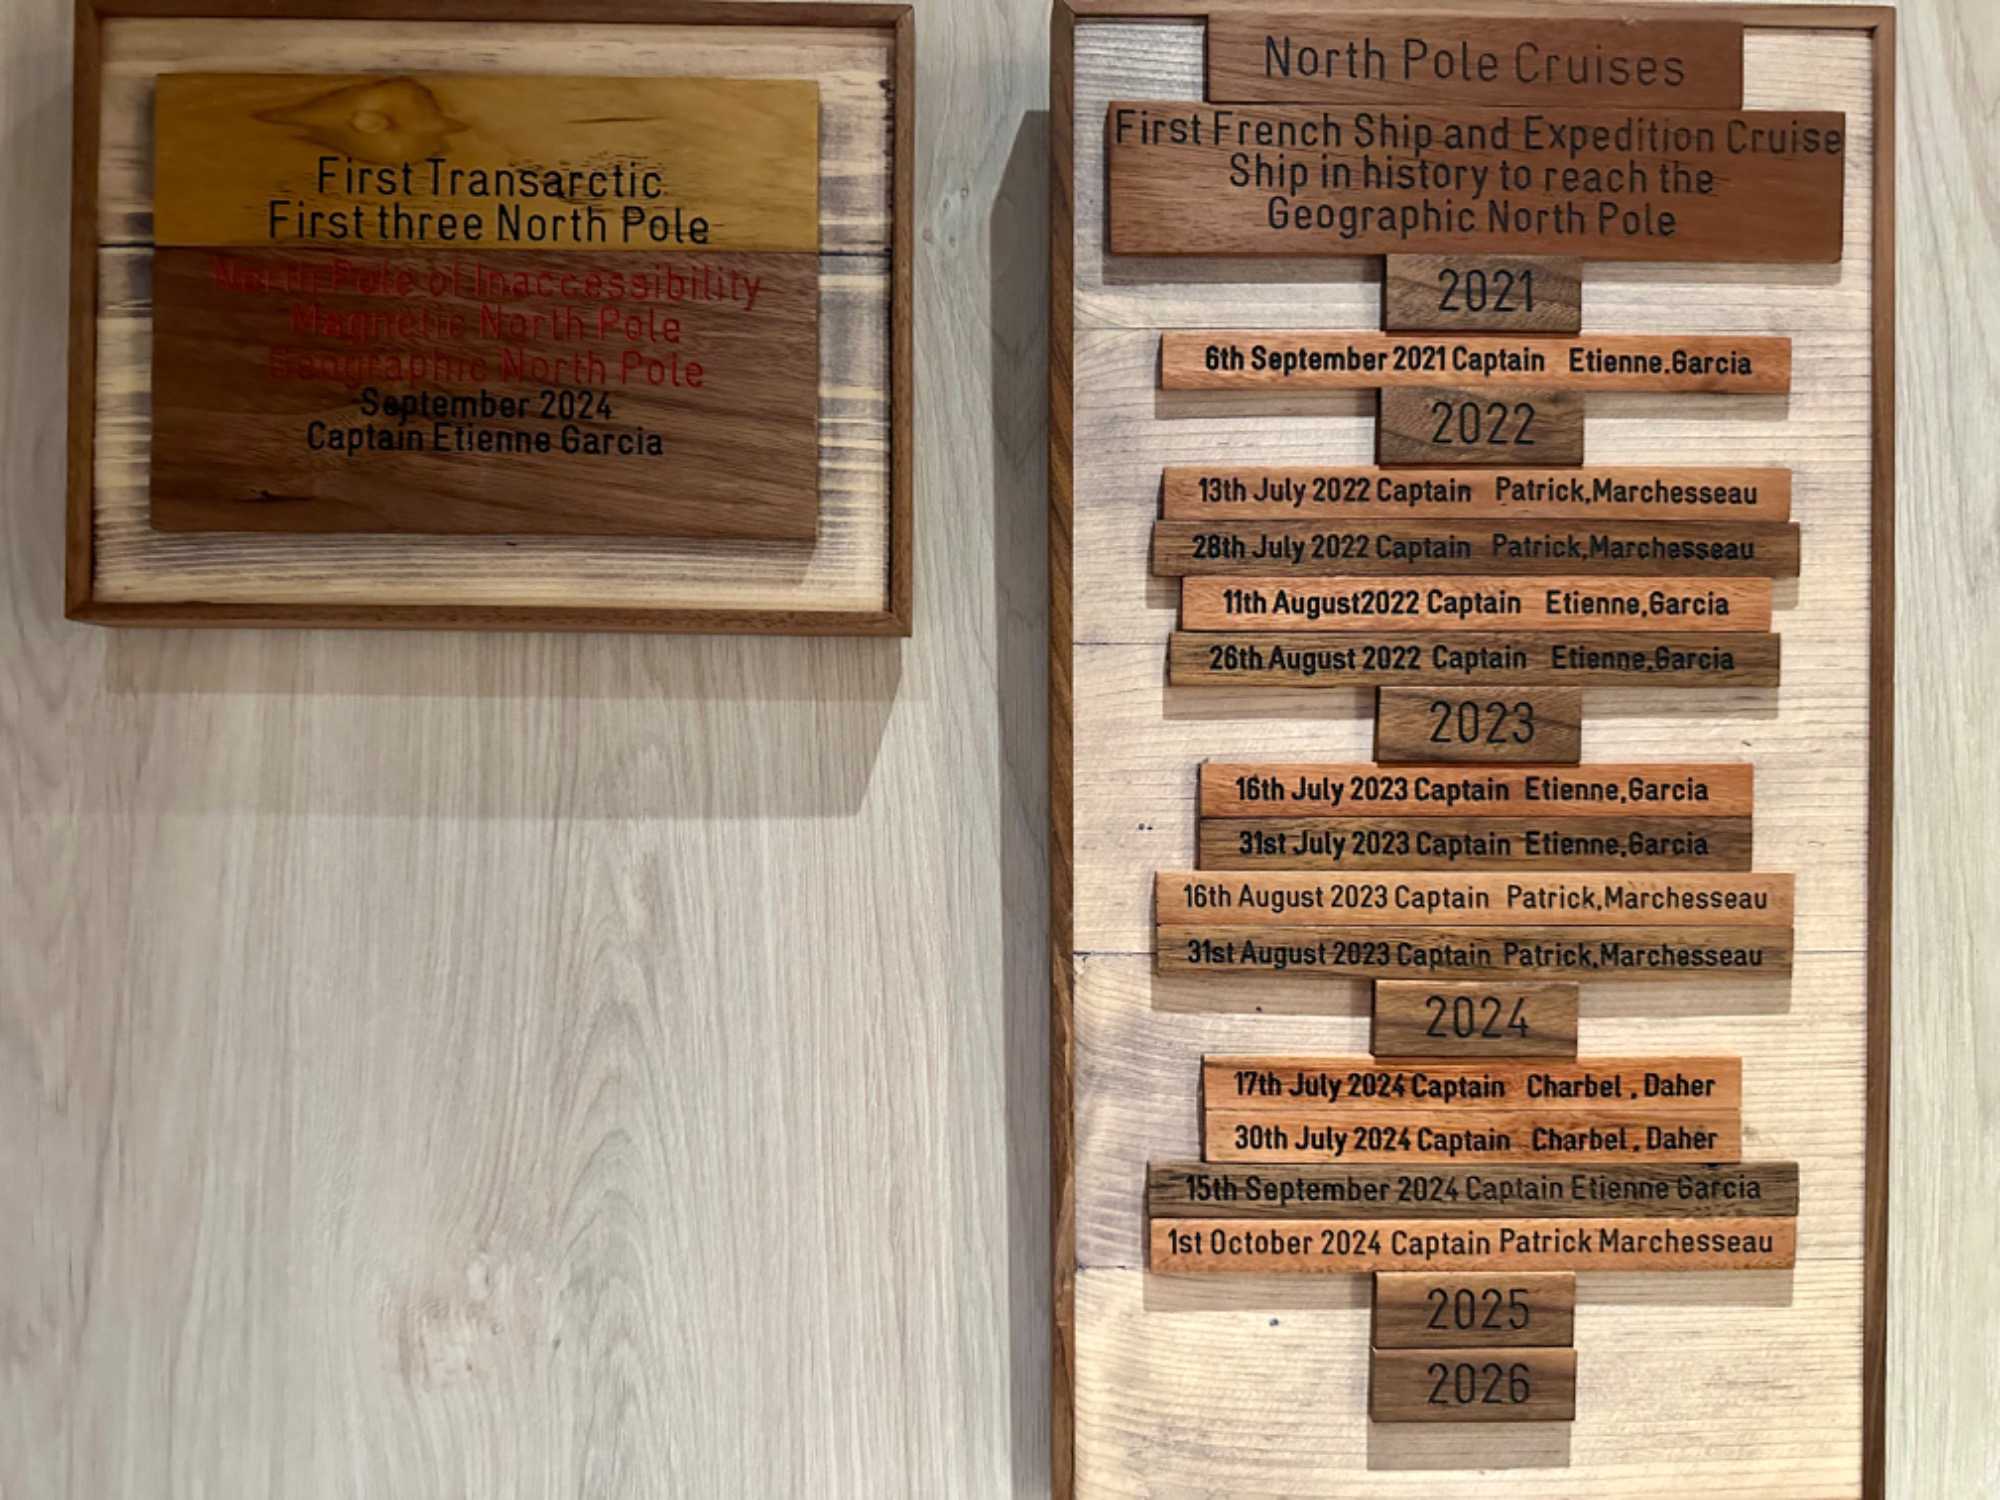 First Transarctic
First three North Pole
North Pole of Inaccessibility
Magnetic North Pole
Geographic North Pole
September 2024
Captain Etienne Garcia
North Pole Cruises
First French Ship and Expedition Cruise
Ship in history to reach the
Geographic North Pole
2021
6th September 2021 Captain Etienne.Garcia
2022
13th July 2022 Captain Patrick,Marchesseau
28th July 2022 Captain Patrick,Marchesseau
11th August2022 Captain Etienne,Garcia
26th August 2022 Captain Etienne,Garcia
2023
16th July 2023 Captain Etienne,Garcia
31st July 2023 Captain Etienne,Garcia
16th August 2023 Captain Patrick,Marchesseau
31st August 2023 Captain Patrick,Marchesseau
2024
17th July 2024 Captain Charbel , Daher
30th July 2024 Captain Charbel , Daher
15th September 2024 Captain Etienne Garcia
1st October 2024 Captain Patrick Marchesseau
2025
2026